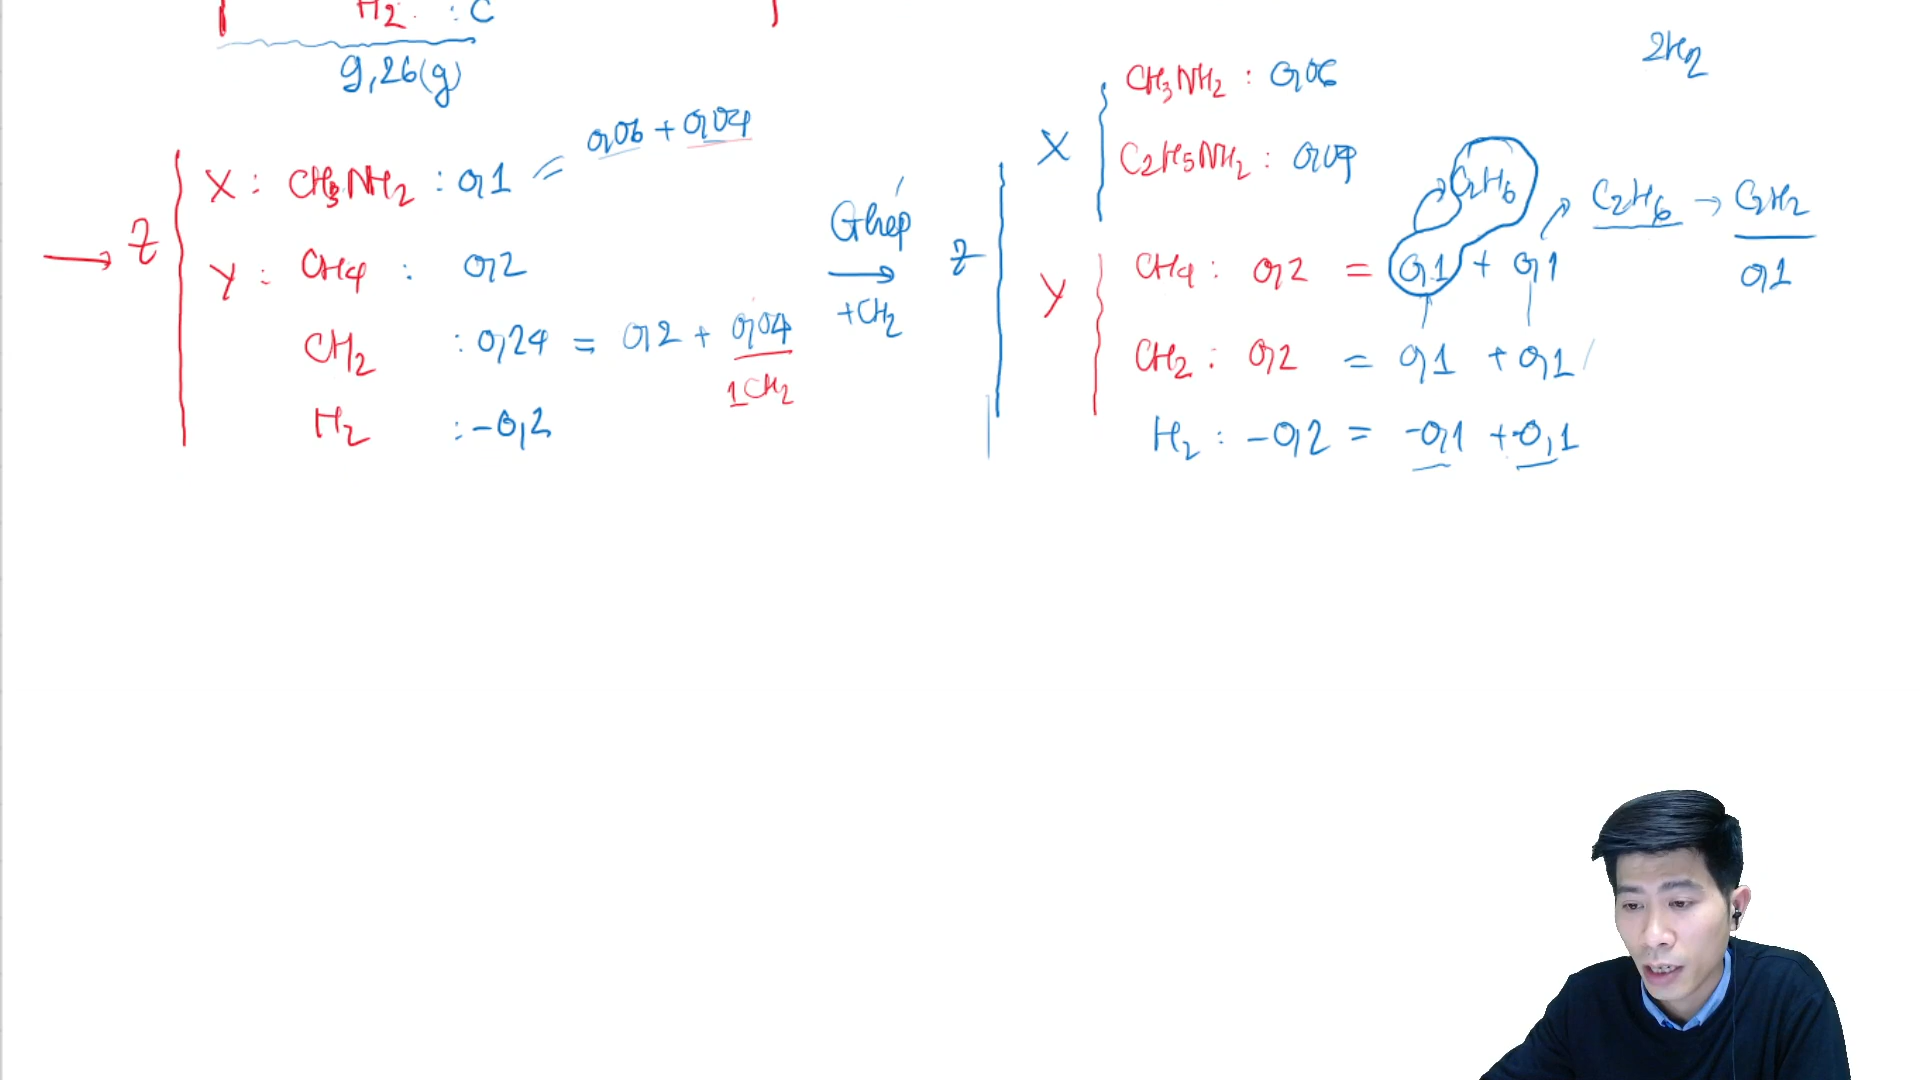 H2 : C
9,26(g)
→ Z
X : CH3NH2 : 0,1 = 0,06 + 0,04
Y : CH4 : 0,2
CH2 : 0,24 = 0,2 + 0,04
1CH2
H2 : -0,2
Ghép
→
+CH2
Z
2H2
X
CH3NH2 : 0,06
C2H5NH2 : 0,04
C2H6
C2H6 → C2H2
0,1
Y
CH4 : 0,2 = 0,1 + 0,1
CH2 : 0,2 = 0,1 + 0,1
H2 : -0,2 = -0,1 + -0,1